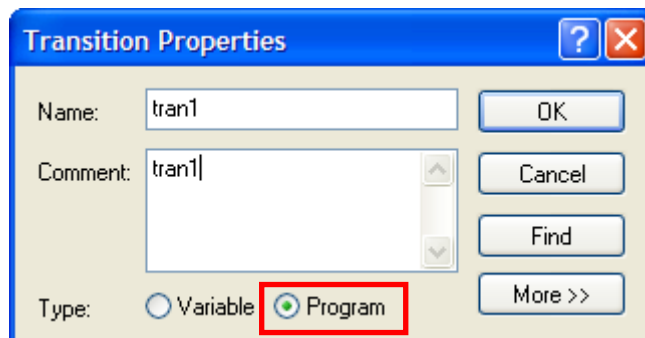 Transition Properties
Name:
tran1
OK
Comment:
tran1
Cancel
Find
Type:
Variable
Program
More >>